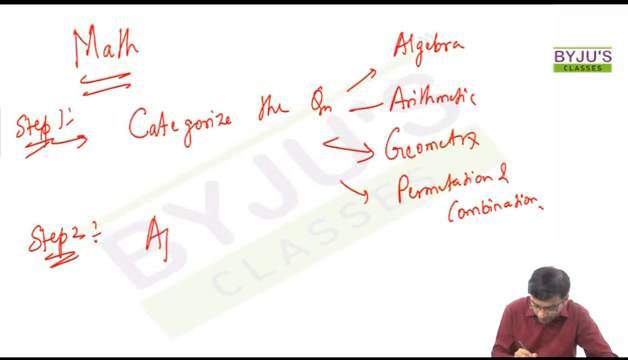 Math
Algebra
BYJU'S
CLASSES
Step 1:- Categorize the Qn
Arithmetic
Geometry
Permutation &
Combination
Step 2:- A
BYJU'S
CLASSES